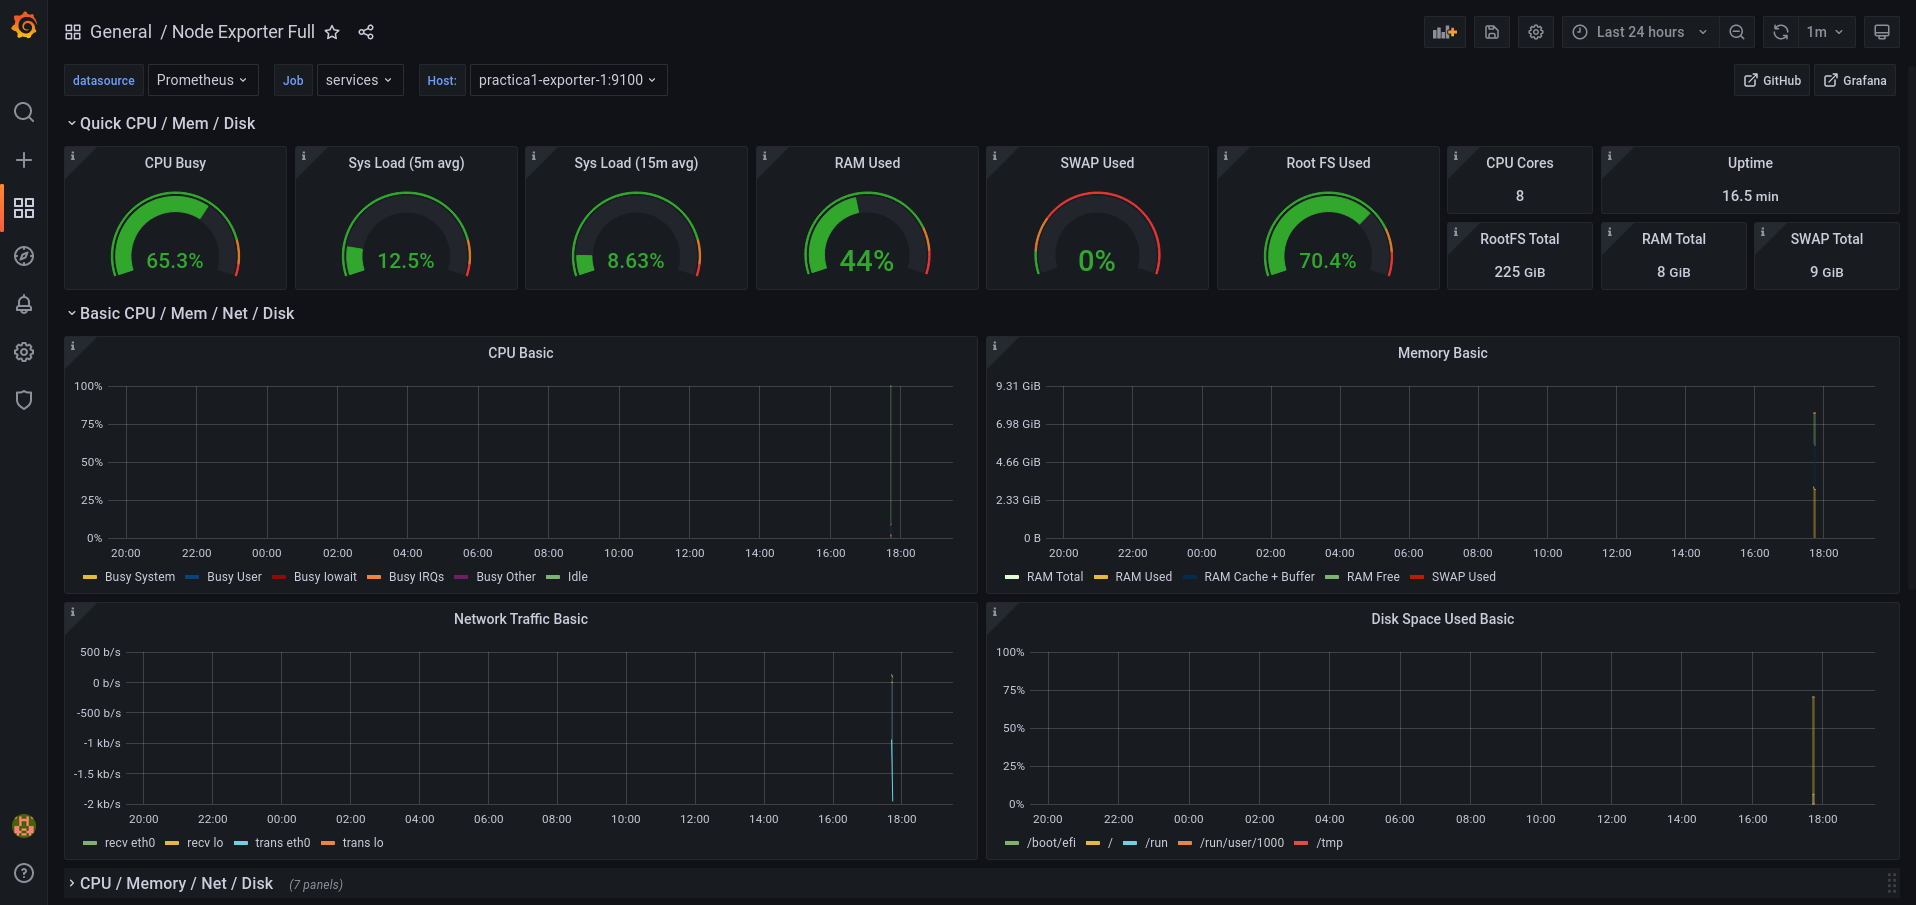 General / Node Exporter Full
Last 24 hours
1m
datasource Prometheus Job services Host: practica1-exporter-1:9100
GitHub Grafana
Quick CPU / Mem / Disk
CPU Busy
65.3%
Sys Load (5m avg)
12.5%
Sys Load (15m avg)
8.63%
RAM Used
44%
SWAP Used
0%
Root FS Used
70.4%
CPU Cores
8
Uptime
16.5 min
RootFS Total
225 GiB
RAM Total
8 GiB
SWAP Total
9 GiB
Basic CPU / Mem / Net / Disk
CPU Basic
100%
75%
50%
25%
0%
20:00 22:00 00:00 02:00 04:00 06:00 08:00 10:00 12:00 14:00 16:00 18:00
Busy System Busy User Busy Iowait Busy IRQs Busy Other Idle
Memory Basic
9.31 GiB
6.98 GiB
4.66 GiB
2.33 GiB
0 B
20:00 22:00 00:00 02:00 04:00 06:00 08:00 10:00 12:00 14:00 16:00 18:00
RAM Total RAM Used RAM Cache + Buffer RAM Free SWAP Used
Network Traffic Basic
500 b/s
0 b/s
-500 b/s
-1 kb/s
-1.5 kb/s
-2 kb/s
20:00 22:00 00:00 02:00 04:00 06:00 08:00 10:00 12:00 14:00 16:00 18:00
recv eth0 recv lo trans eth0 trans lo
Disk Space Used Basic
100%
75%
50%
25%
0%
20:00 22:00 00:00 02:00 04:00 06:00 08:00 10:00 12:00 14:00 16:00 18:00
/boot/efi / /run /run/user/1000 /tmp
CPU / Memory / Net / Disk (7 panels)